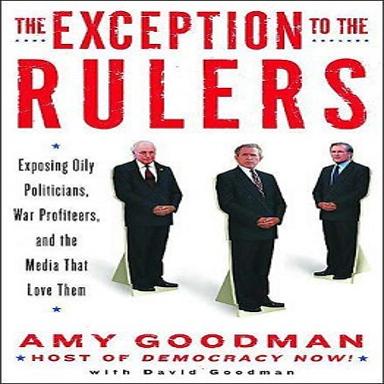 THE EXCEPTION TO THE
RULERS
Exposing Oily
Politicians,
War Profiteers,
and the
Media That
Love Them
AMY GOODMAN
HOST OF DEMOCRACY NOW!
with David Goodman